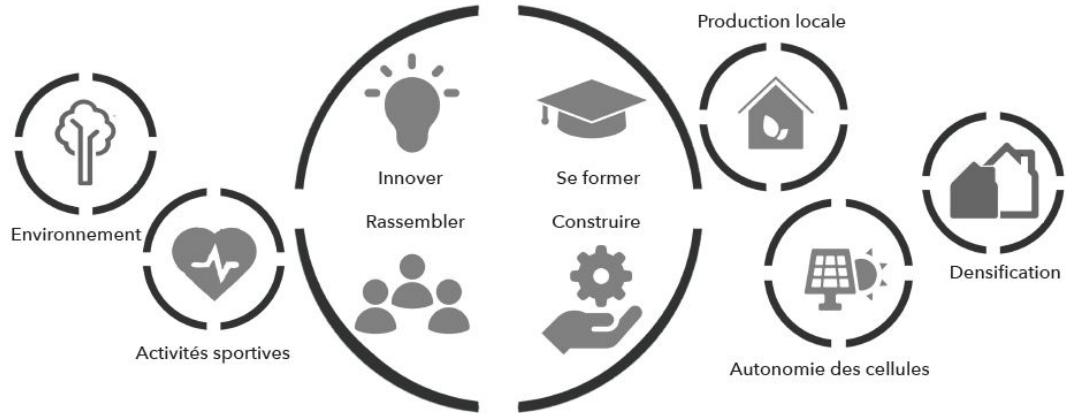 Production locale
Innover
Se former
Rassembler
Construire
Environnement
Densification
Activités sportives
Autonomie des cellules